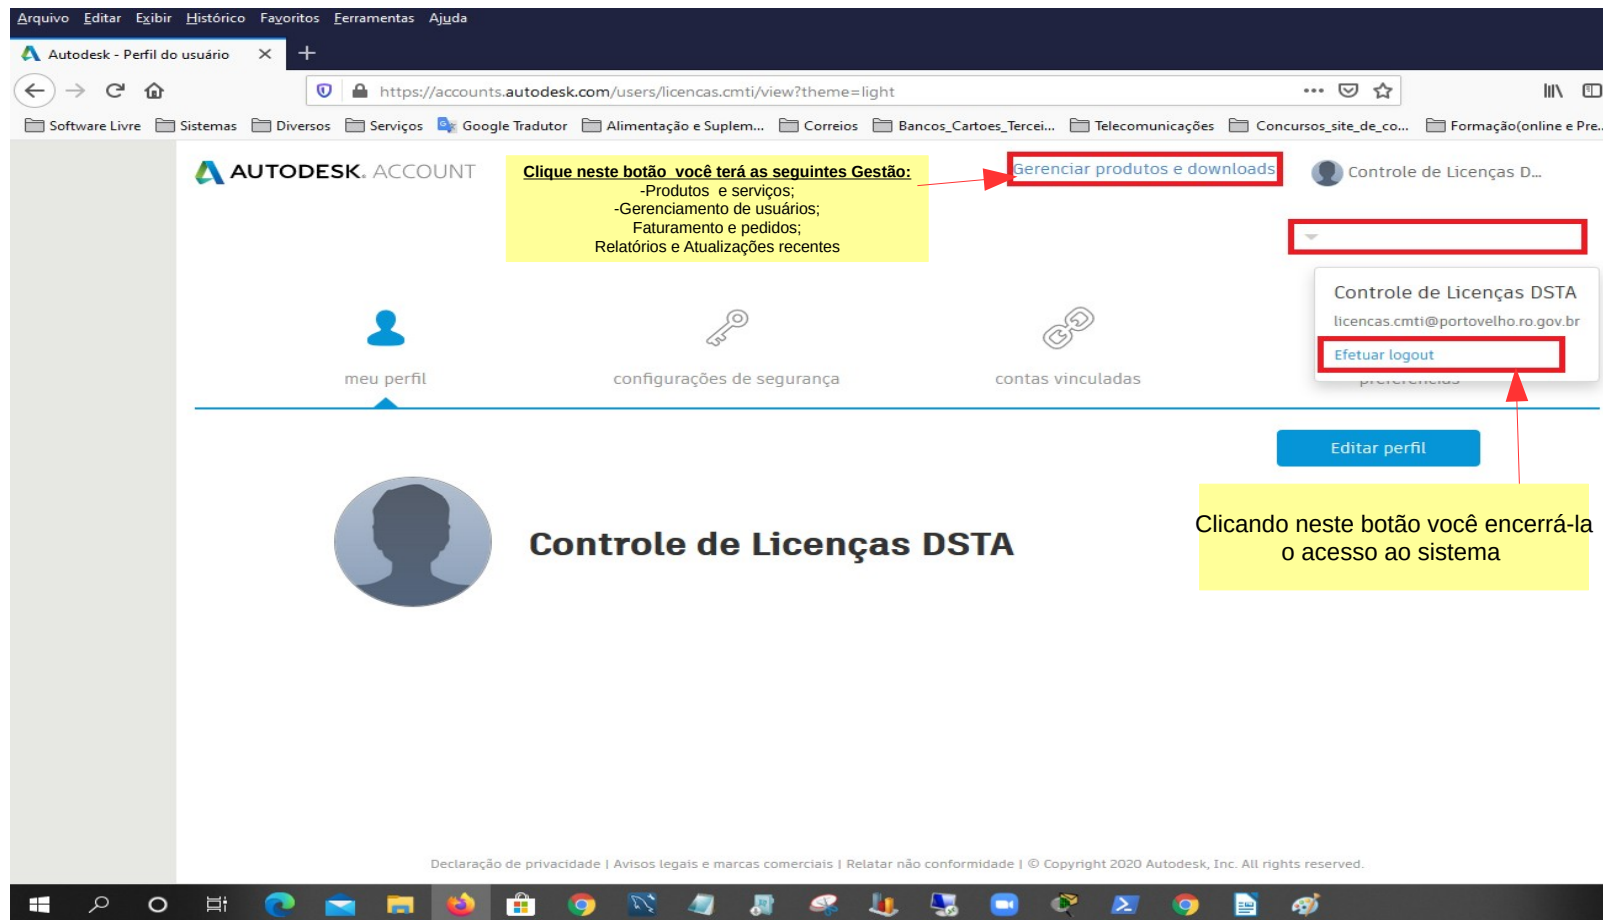 Arquivo Editar Exibir Histórico Favoritos Ferramentas Ajuda
Autodesk - Perfil do usuário
https://accounts.autodesk.com/users/licencas.cmti/view?theme=light
Software Livre Sistemas Diversos Serviços Google Tradutor Alimentação e Suplem... Correios Bancos_Cartoes_Tercei... Telecomunicações Concursos_site_de_co... Formação(online e Pre...
AUTODESK. ACCOUNT
Clique neste botão você terá as seguintes Gestão:
-Produtos e serviços;
-Gerenciamento de usuários;
Faturamento e pedidos;
Relatórios e Atualizações recentes
Gerenciar produtos e downloads
Controle de Licenças D...
Controle de Licenças DSTA
licencas.cmti@portovelho.ro.gov.br
Efetuar logout
meu perfil configurações de segurança contas vinculadas preferências
Editar perfil
Controle de Licenças DSTA
Clicando neste botão você encerrá-la
o acesso ao sistema
Declaração de privacidade | Avisos legais e marcas comerciais | Relatar não conformidade | © Copyright 2020 Autodesk, Inc. All rights reserved.